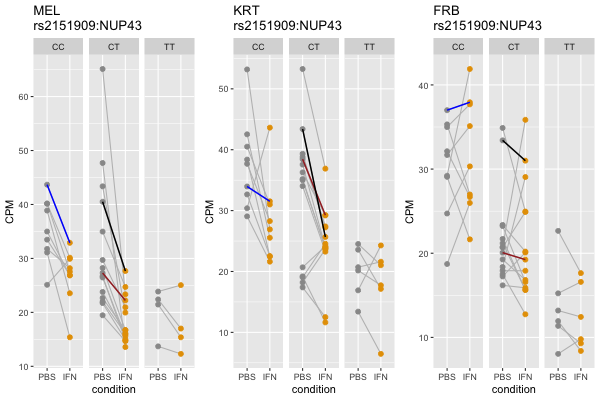 MEL
rs2151909:NUP43
CC CT TT
CPM
60
50
40
30
20
10
PBS IFN PBS IFN PBS IFN
condition
KRT
rs2151909:NUP43
CC CT TT
CPM
50
40
30
20
10
PBS IFN PBS IFN PBS IFN
condition
FRB
rs2151909:NUP43
CC CT TT
CPM
40
30
20
10
PBS IFN PBS IFN PBS IFN
condition